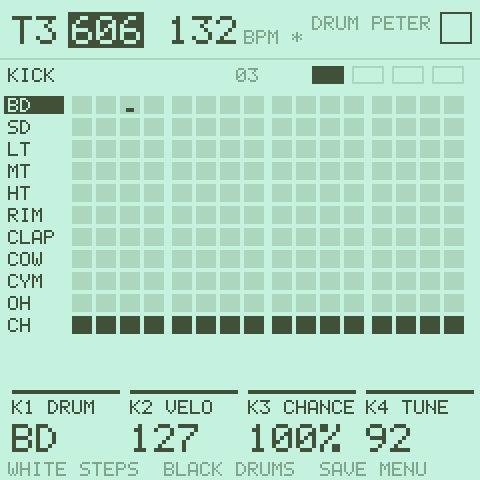 T3 606 132 BPM * DRUM PETER
KICK 03
BD
SD
LT
MT
HT
RIM
CLAP
COW
CYM
OH
CH
K1 DRUM K2 VELO K3 CHANCE K4 TUNE
BD 127 100% 92
WHITE STEPS BLACK DRUMS SAVE MENU